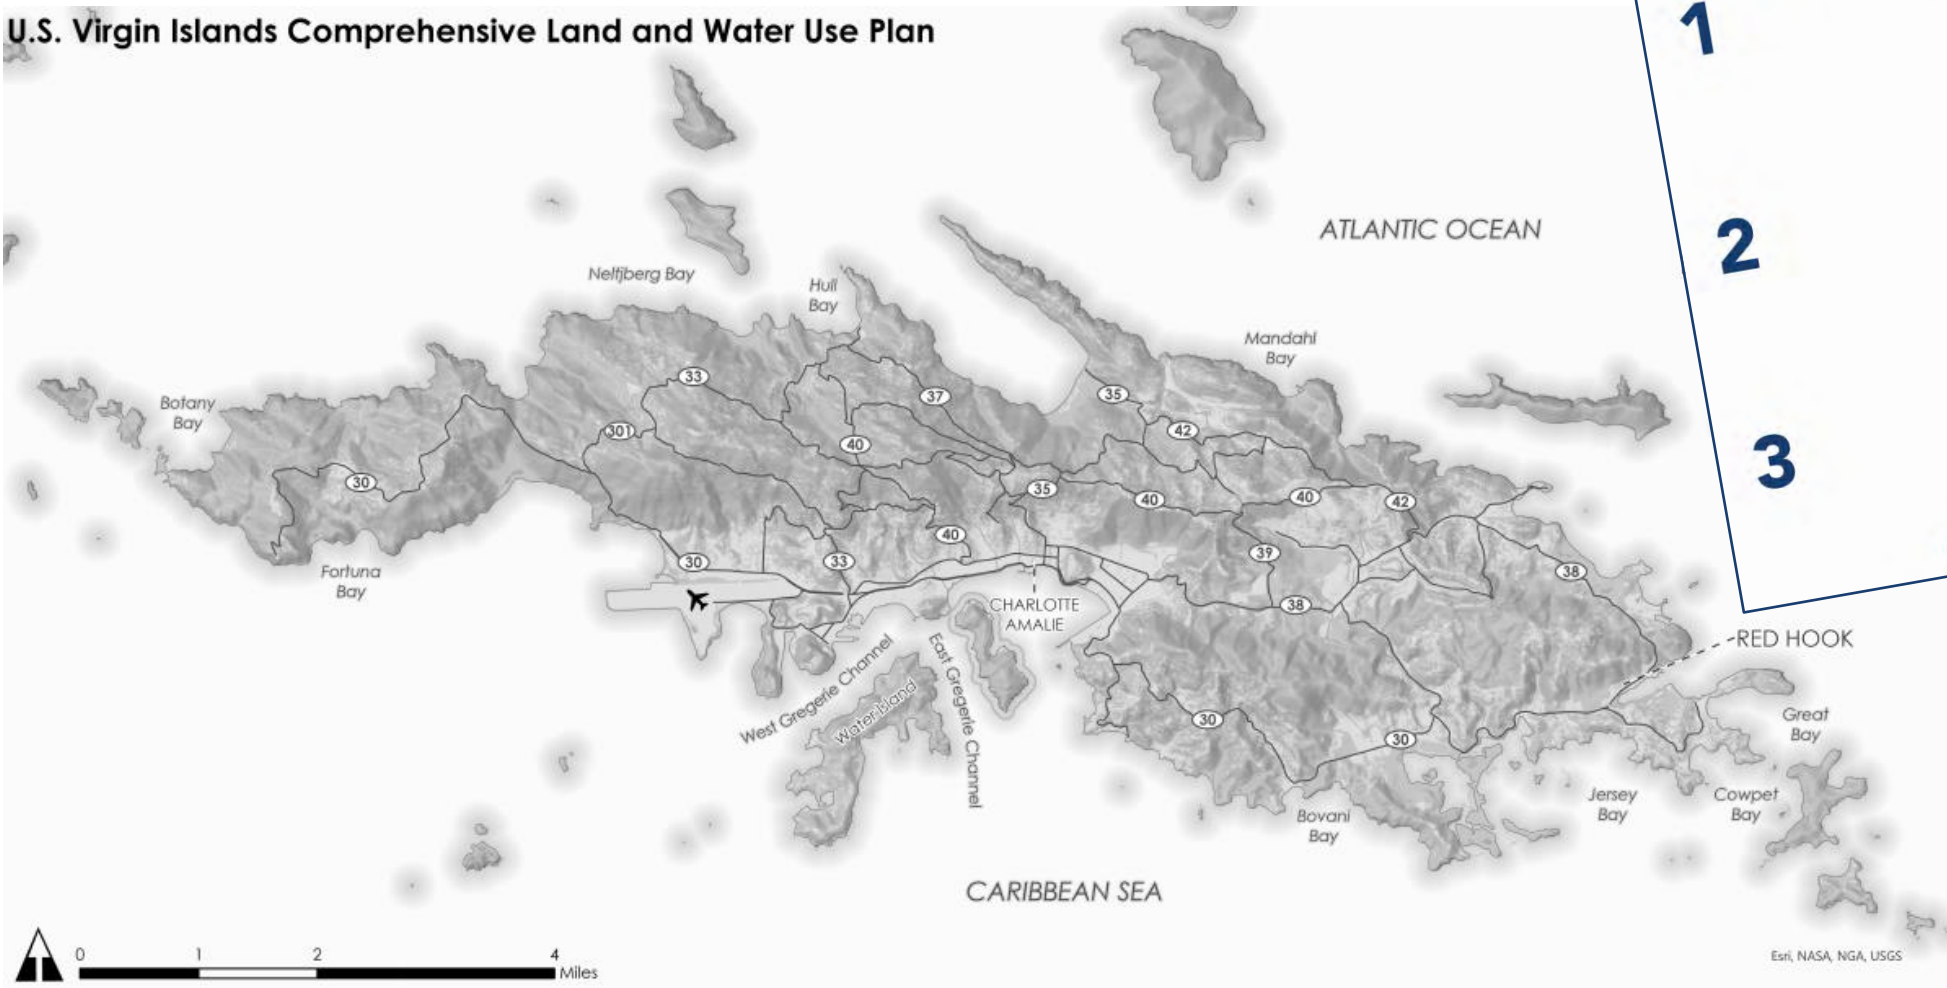 U.S. Virgin Islands Comprehensive Land and Water Use Plan
1
2
3
ATLANTIC OCEAN
Neltjberg Bay
Hull
Bay
Mandahl
Bay
Botany
Bay
33
35
37
42
301
40
30
35
40
40
42
40
39
30
33
38
Fortuna
Bay
CHARLOTTE
AMALIE
38
RED HOOK
West Gregerie Channel
East Gregerie Channel
Water Island
30
30
Great
Bay
Jersey
Bay
Cowpet
Bay
Bovani
Bay
CARIBBEAN SEA
0 1 2 4
Miles
Esri, NASA, NGA, USGS